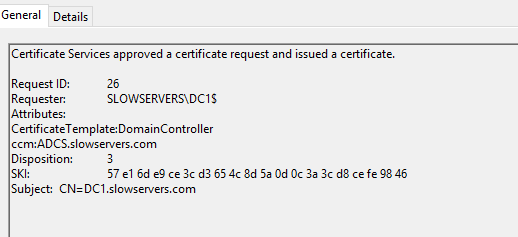 General
Details
Certificate Services approved a certificate request and issued a certificate.
Request ID: 26
Requester: SLOWSERVERS\DC1$
Attributes:
CertificateTemplate:DomainController
ccm:ADCS.slowservers.com
Disposition: 3
SKI: 57 e1 6d e9 ce 3c d3 65 4c 8d 5a 0d 0c 3a 3c d8 ce fe 98 46
Subject: CN=DC1.slowservers.com